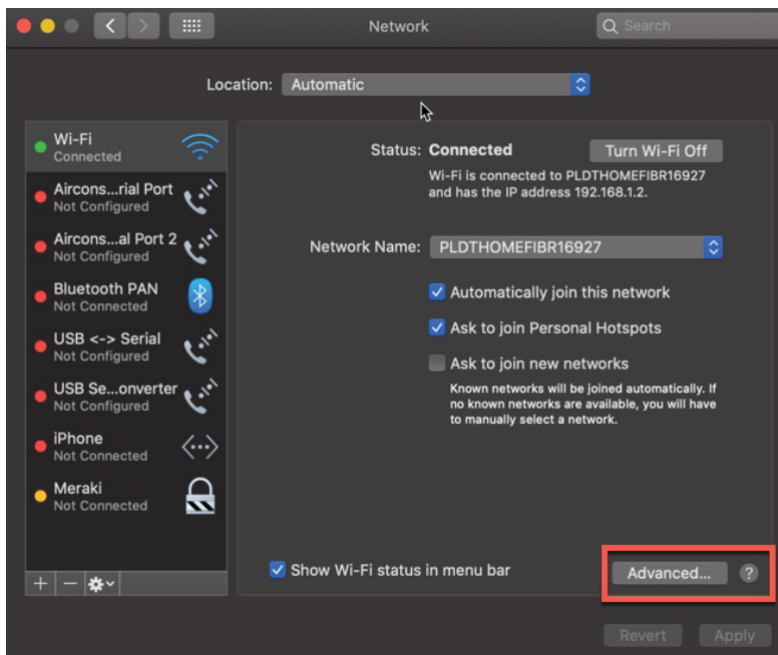 Network
Search
Location: Automatic
Wi-Fi
Connected
Aircons...rial Port
Not Configured
Aircons...al Port 2
Not Configured
Bluetooth PAN
Not Connected
USB <-> Serial
Not Configured
USB Se...onverter
Not Configured
iPhone
Not Connected
Meraki
Not Connected
Status: Connected
Turn Wi-Fi Off
Wi-Fi is connected to PLDTHOMEFIBR16927
and has the IP address 192.168.1.2.
Network Name: PLDTHOMEFIBR16927
Automatically join this network
Ask to join Personal Hotspots
Ask to join new networks
Known networks will be joined automatically. If
no known networks are available, you will have
to manually select a network.
Show Wi-Fi status in menu bar
Advanced...
?
Revert
Apply